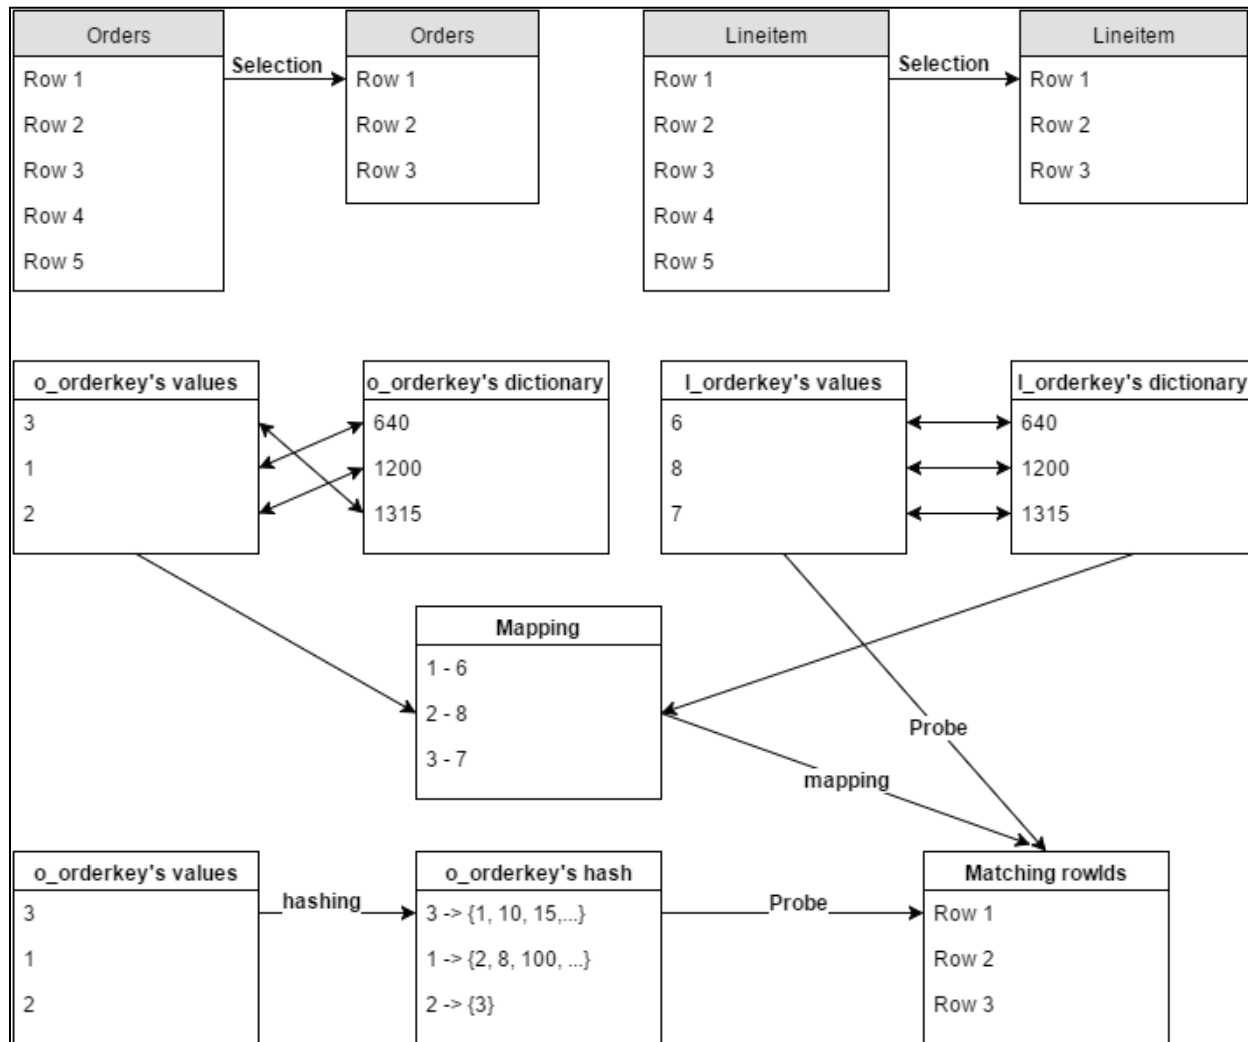 Orders
Row 1
Row 2
Row 3
Row 4
Row 5
Selection
Orders
Row 1
Row 2
Row 3
Lineitem
Row 1
Row 2
Row 3
Row 4
Row 5
Selection
Lineitem
Row 1
Row 2
Row 3
o_orderkey's values
3
1
2
o_orderkey's dictionary
640
1200
1315
l_orderkey's values
6
8
7
l_orderkey's dictionary
640
1200
1315
Mapping
1 - 6
2 - 8
3 - 7
Probe
mapping
o_orderkey's values
3
1
2
hashing
o_orderkey's hash
3 -> {1, 10, 15,...}
1 -> {2, 8, 100, ...}
2 -> {3}
Probe
Matching rowIds
Row 1
Row 2
Row 3